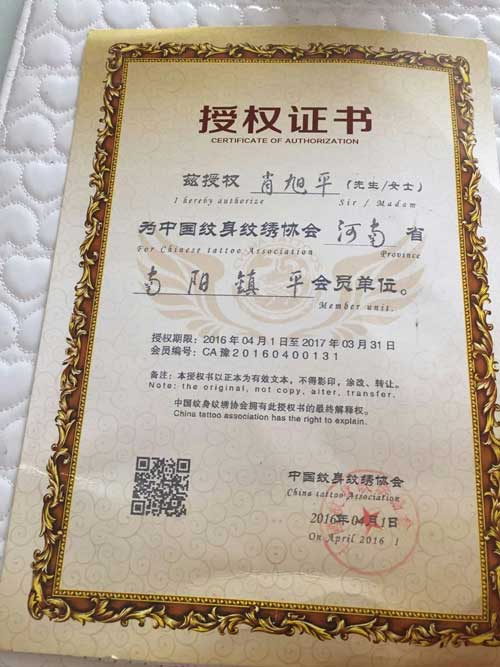 授权证书
CERTIFICATE OF AUTHORIZATION
兹授权 肖旭平 (先生/女士)
I hereby authorize Sir / Madam
为中国纹身纹绣协会 河南 省
For Chinese tattoo Association Province
南阳镇平会员单位。
Member unit.
授权期限：2016年04月1日至2017年03月31日
会员编号：CA豫20160400131
备注：本授权书以正本为有效文本，不得影印，涂改、转让。
Note: the original, not copy, alter, transfer.
中国纹身纹绣协会拥有此授权书的最终解释权。
China tattoo association has the right to explain.
中国纹身纹绣协会
China tattoo Association
2016年04月1日
On April 2016 1